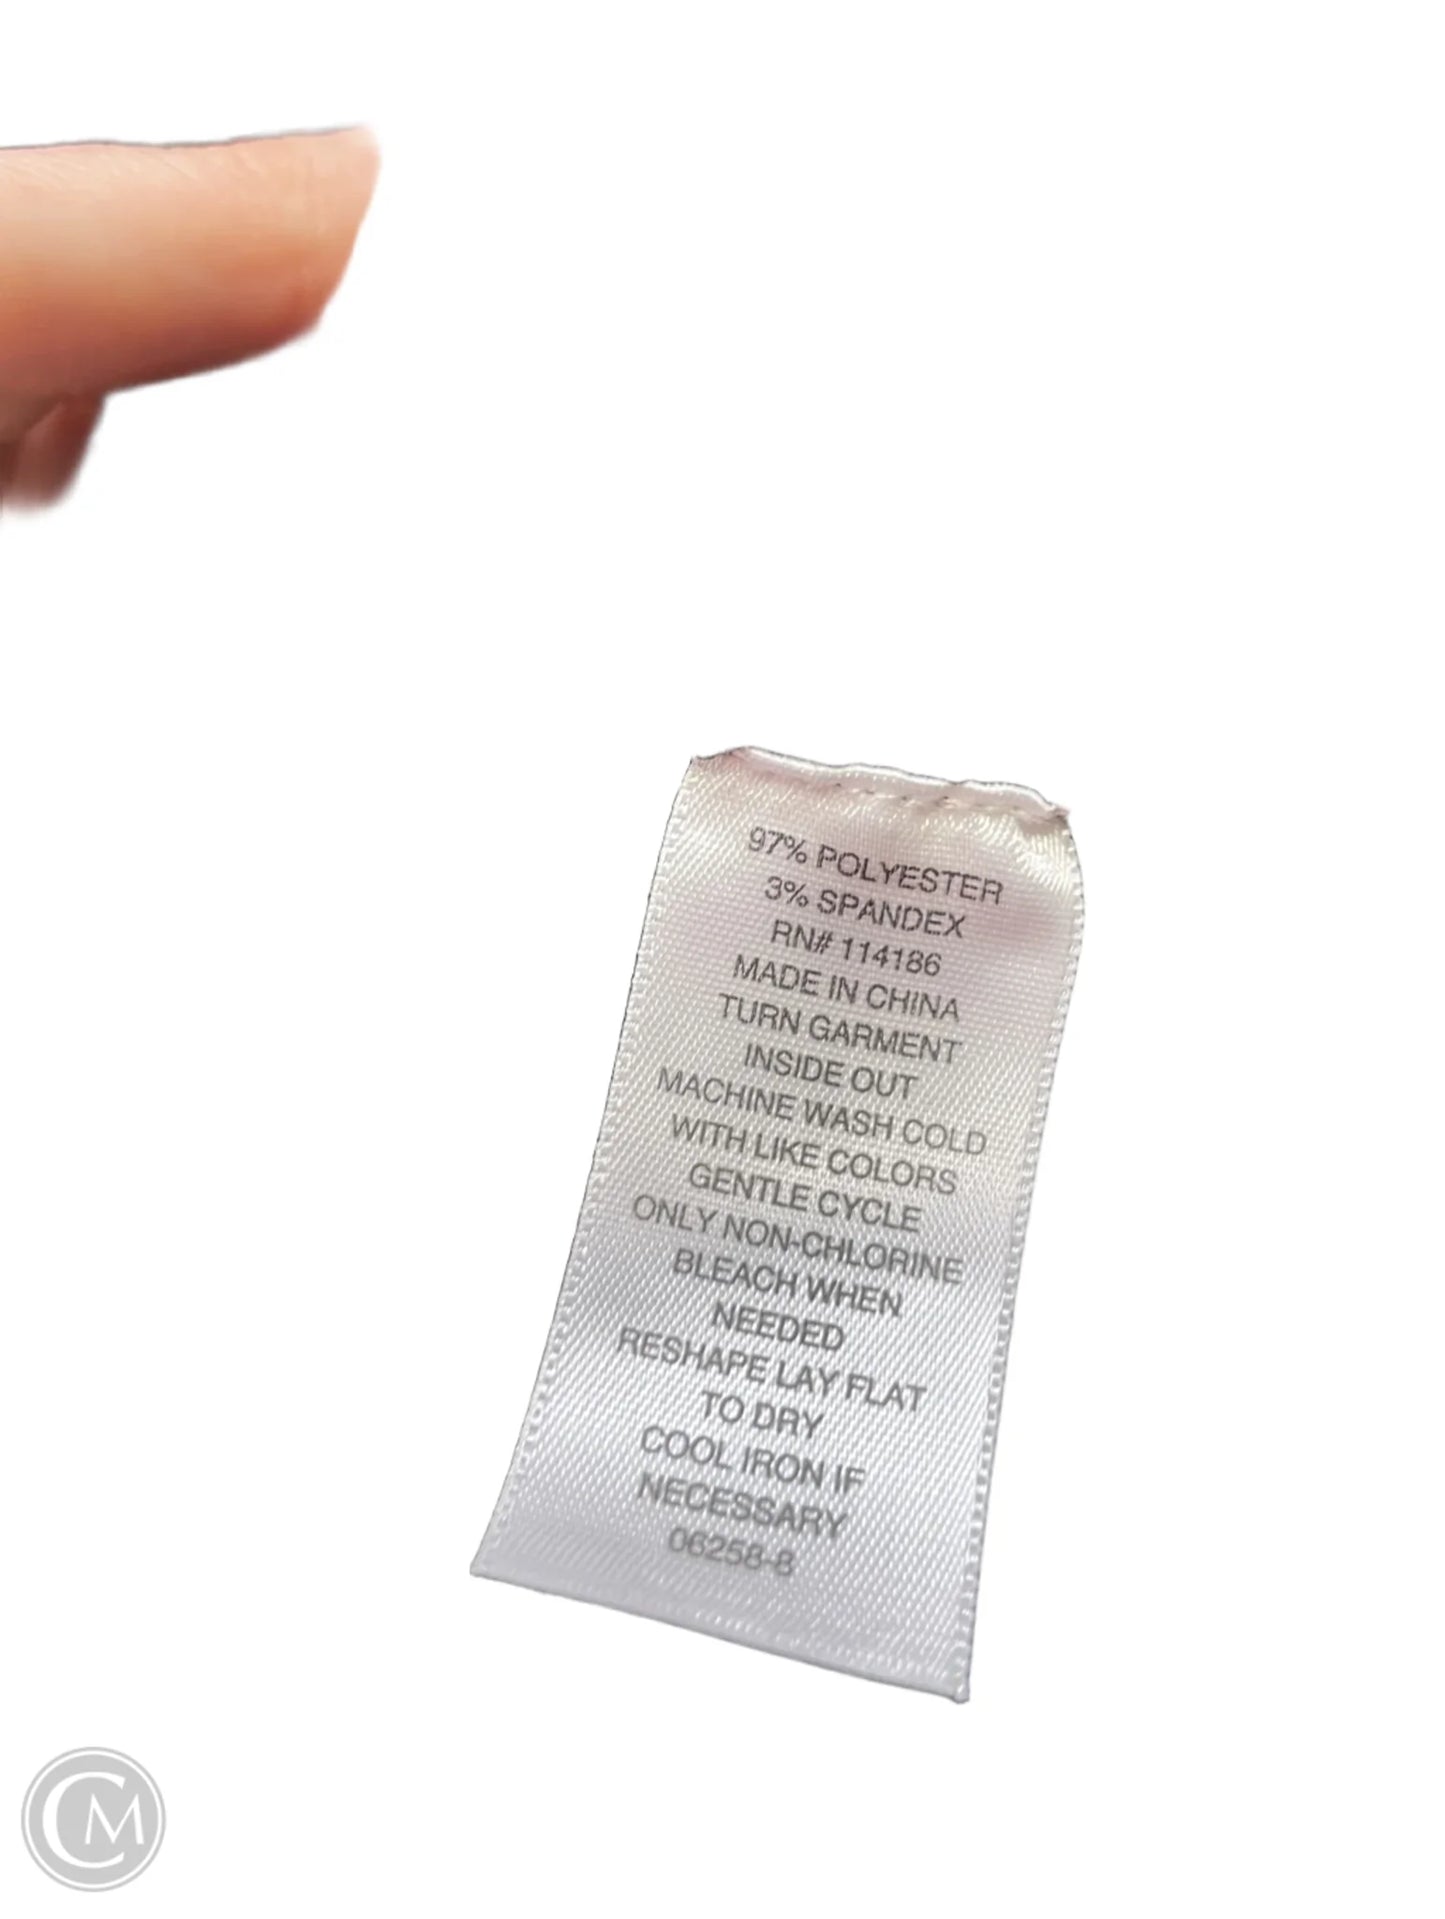 97% POLYESTER
3% SPANDEX
RN# 114186
MADE IN CHINA
TURN GARMENT
INSIDE OUT
MACHINE WASH COLD
WITH LIKE COLORS
GENTLE CYCLE
ONLY NON-CHLORINE
BLEACH WHEN
NEEDED
RESHAPE LAY FLAT
TO DRY
COOL IRON IF
NECESSARY
06258-8
CM